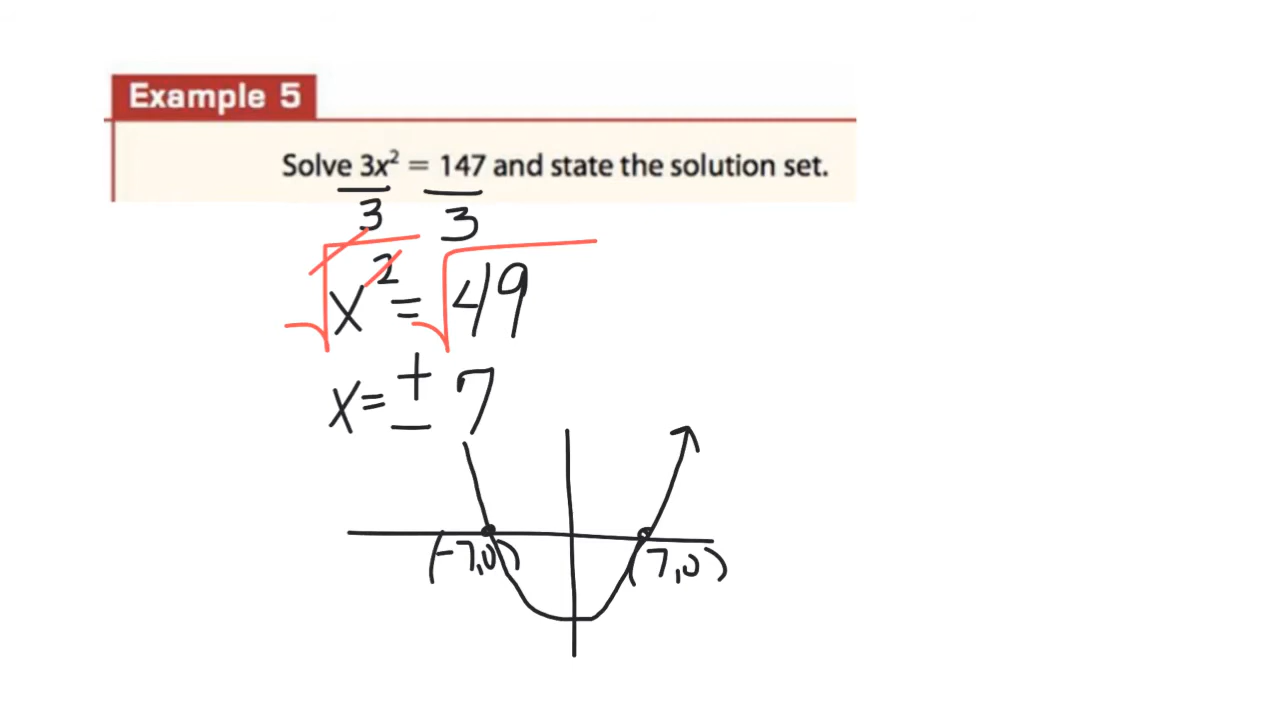 Example 5
Solve 3x² = 147 and state the solution set.
3 3
√x² = √49
x = ± 7
(-7,0) (7,0)